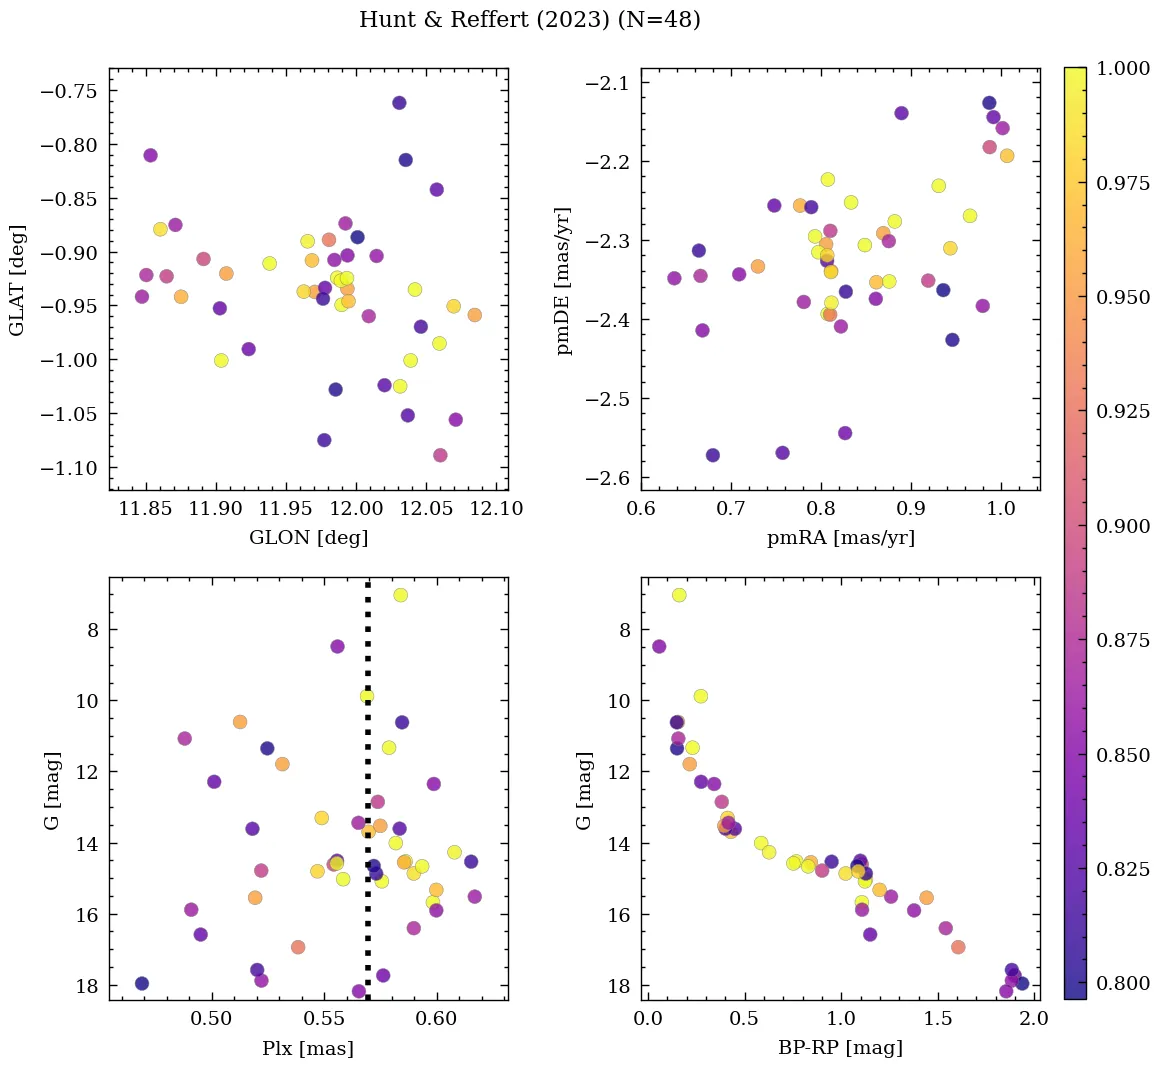 Hunt & Reffert (2023) (N=48)
−0.75
−0.80
−0.85
−0.90
−0.95
−1.00
−1.05
−1.10
GLAT [deg]
11.85 11.90 11.95 12.00 12.05 12.10
GLON [deg]
−2.1
−2.2
−2.3
−2.4
−2.5
−2.6
pmDE [mas/yr]
0.6 0.7 0.8 0.9 1.0
pmRA [mas/yr]
8
10
12
14
16
18
G [mag]
0.50 0.55 0.60
Plx [mas]
8
10
12
14
16
18
G [mag]
0.0 0.5 1.0 1.5 2.0
BP-RP [mag]
1.000
0.975
0.950
0.925
0.900
0.875
0.850
0.825
0.800